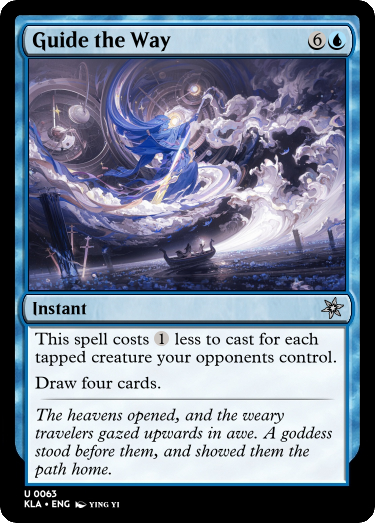 Guide the Way 6
Instant
This spell costs 1 less to cast for each
tapped creature your opponents control.
Draw four cards.
The heavens opened, and the weary
travelers gazed upwards in awe. A goddess
stood before them, and showed them the
path home.
U 0063
KLA • ENG YING YI